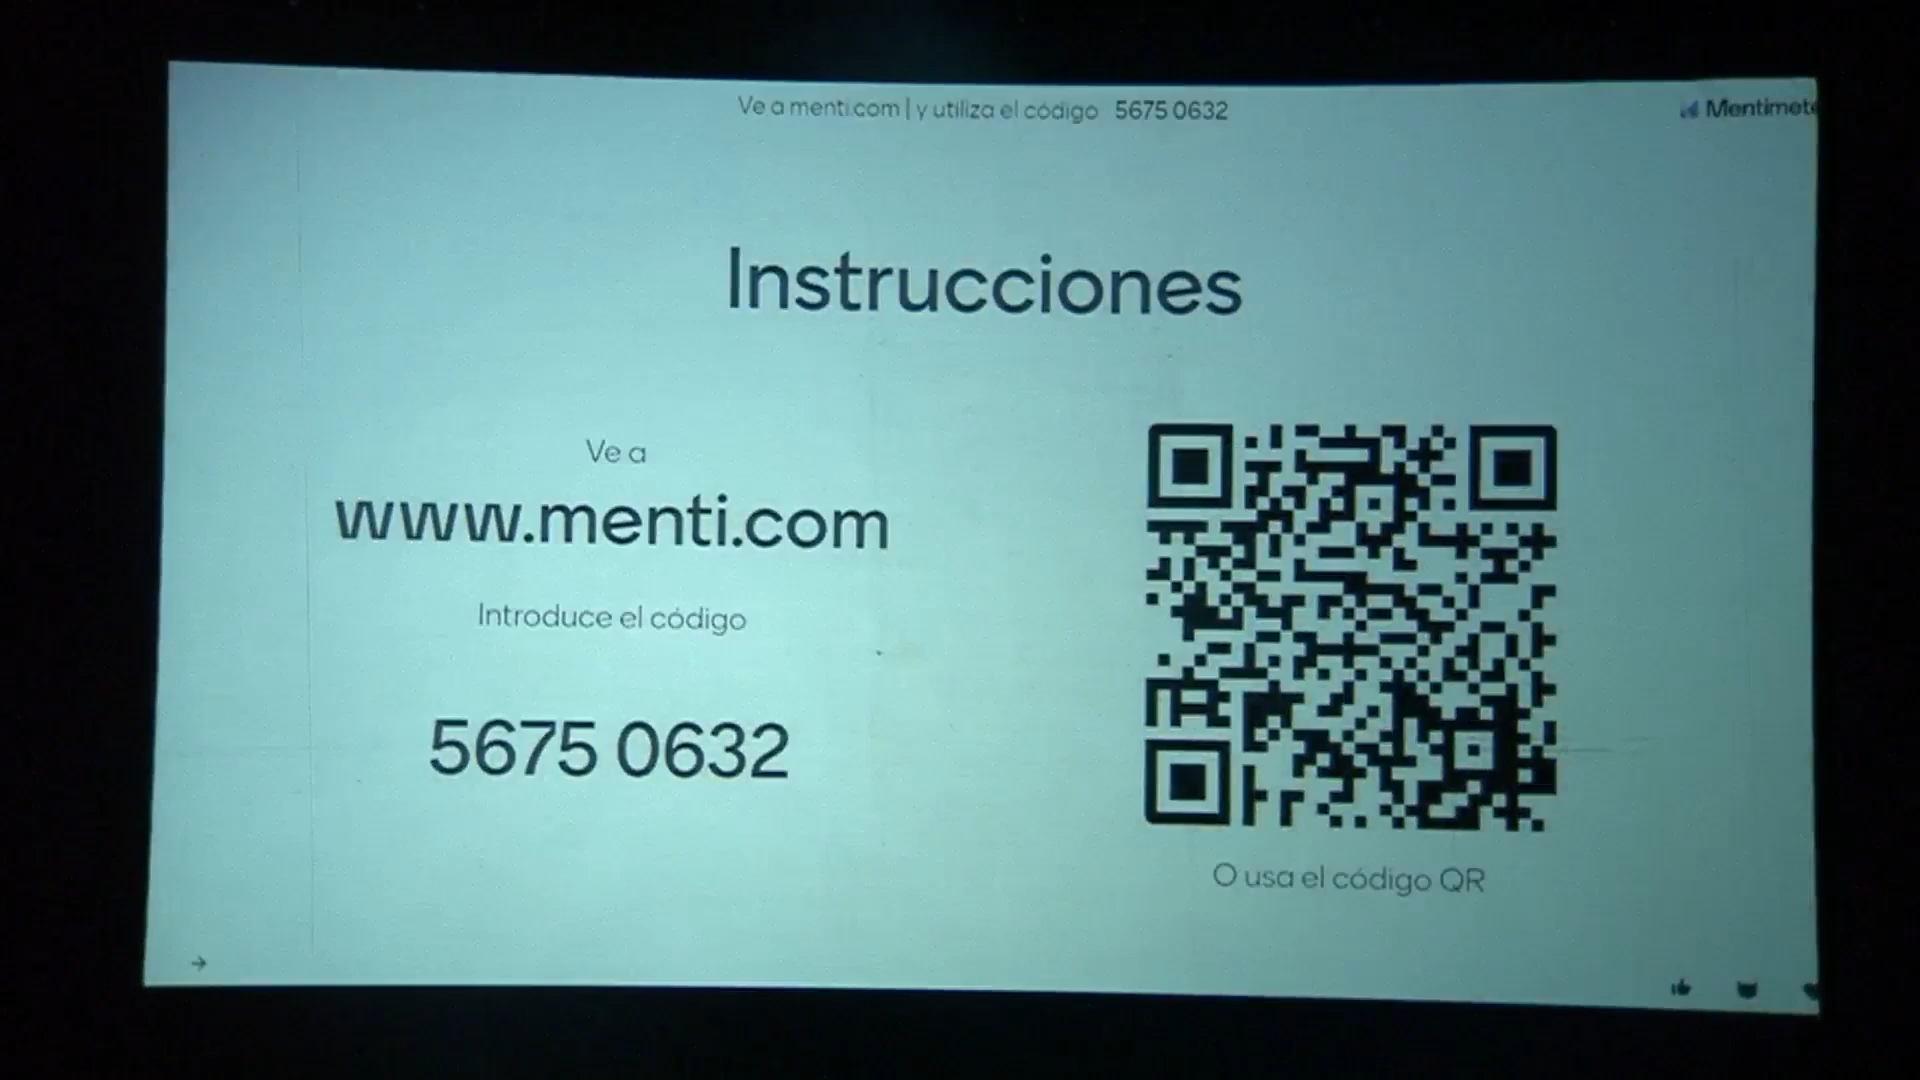 Ve a menti.com | y utiliza el código 5675 0632
Mentimete
Instrucciones
Ve a
www.menti.com
Introduce el código
5675 0632
O usa el código QR